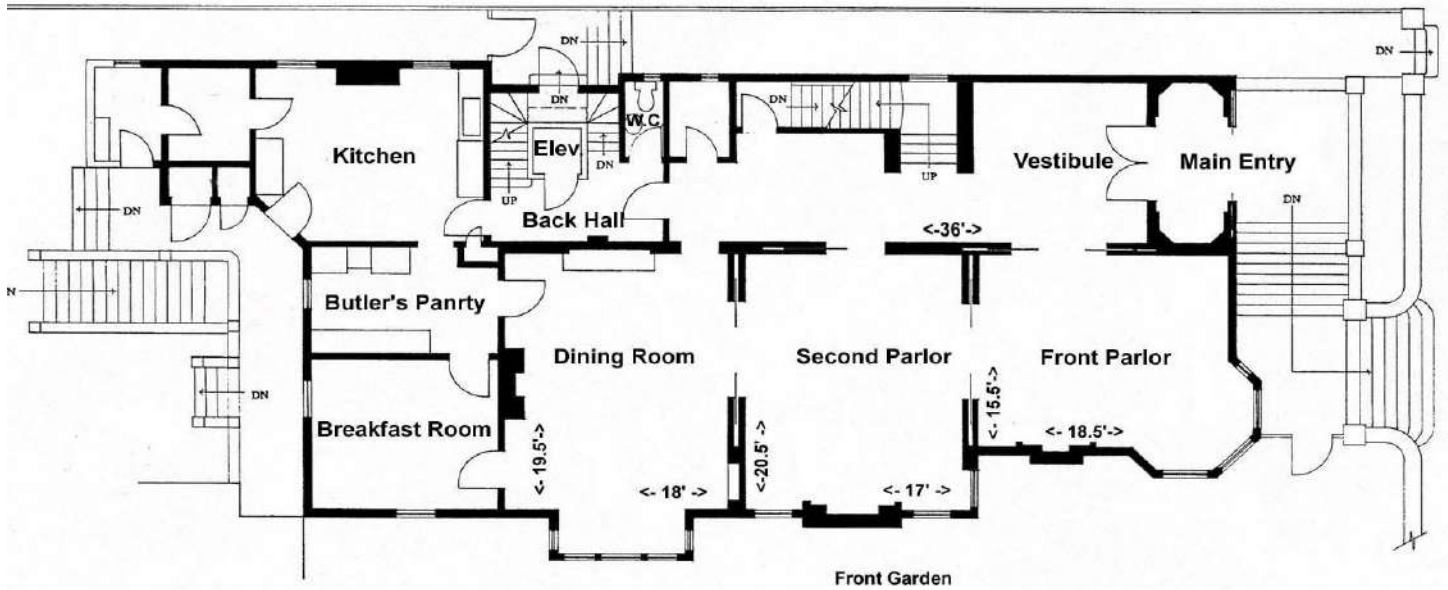 DN
DN
DN
W.C.
DN
Kitchen
Elev
DN
Vestibule
Main Entry
UP
UP
DN
DN
Back Hall
<-36'->
N
Butler's Panrty
Dining Room
Second Parlor
Front Parlor
DN
Breakfast Room
<-19.5'->
<- 18' ->
<-20.5' ->
<- 17' ->
<-15.5'->
<- 18.5'->
Front Garden